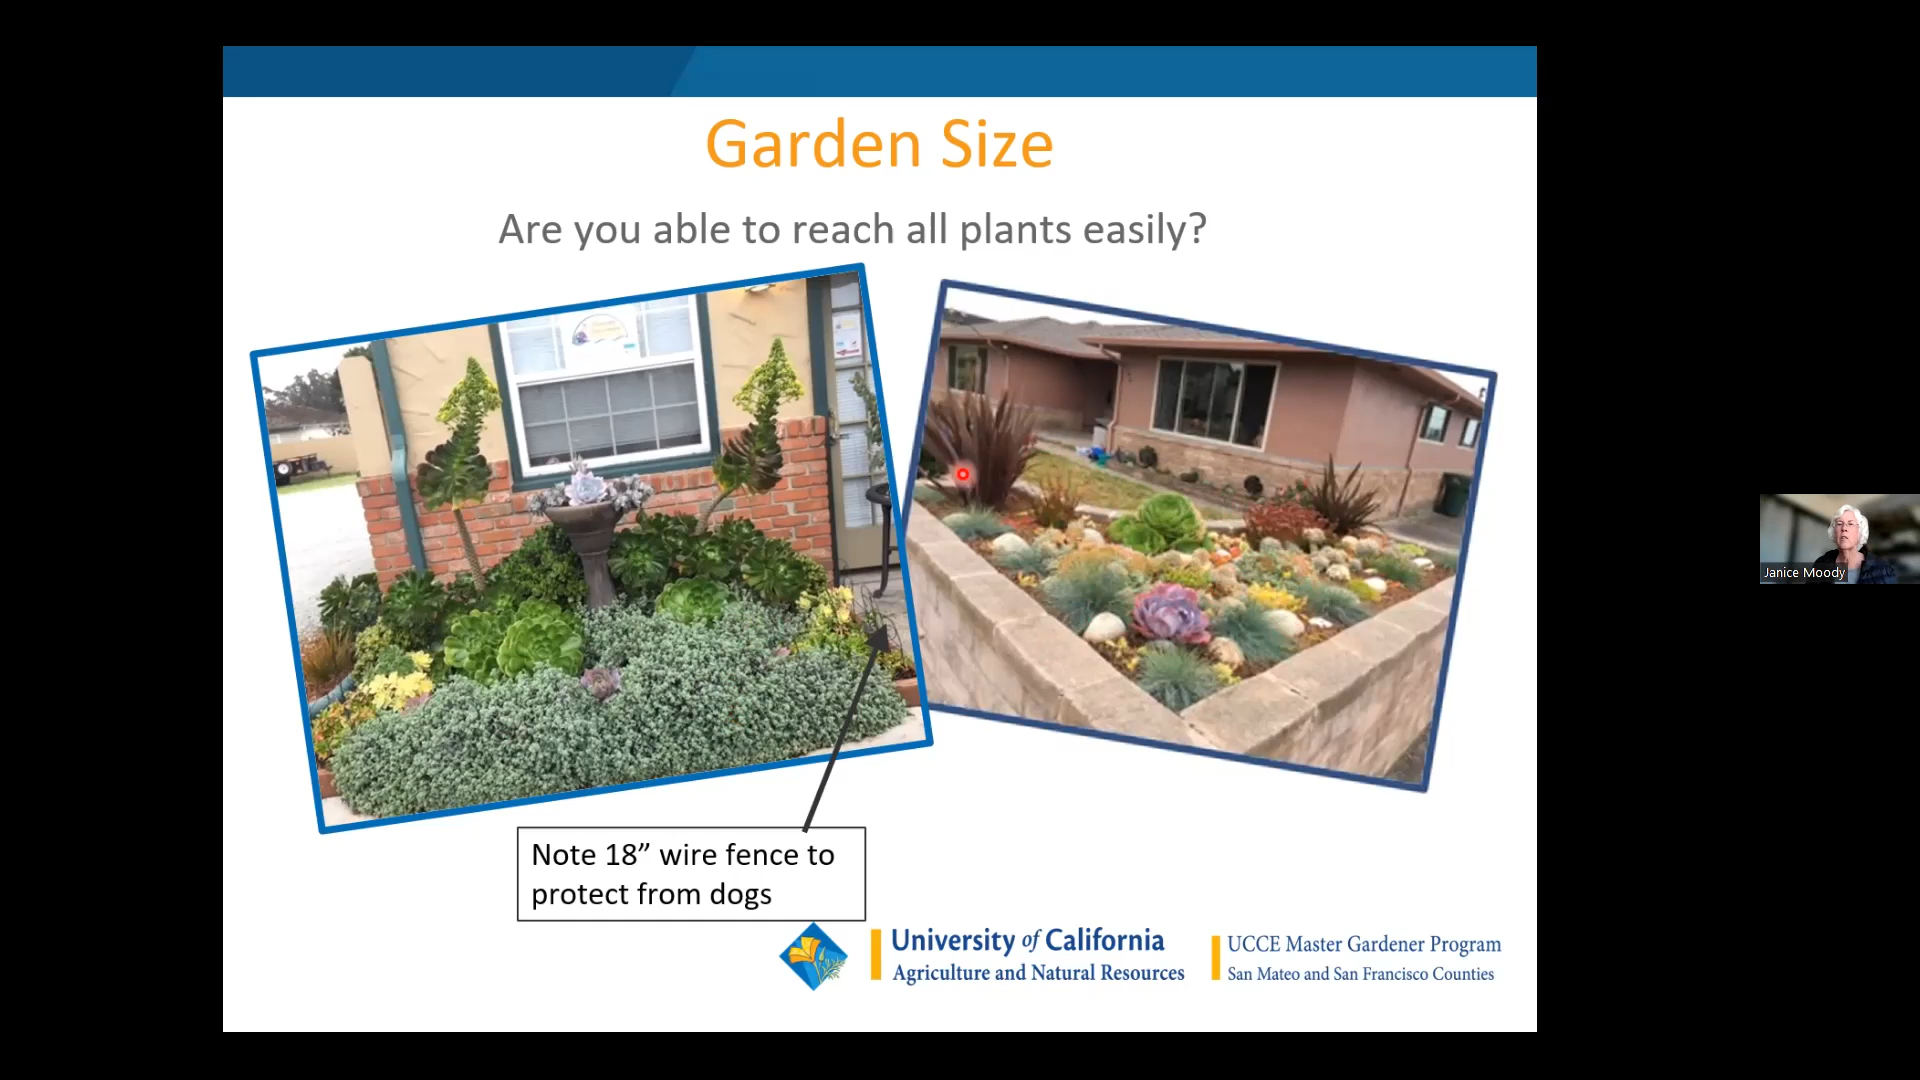 Garden Size
Are you able to reach all plants easily?
Note 18” wire fence to
protect from dogs
University of California
Agriculture and Natural Resources
UCCE Master Gardener Program
San Mateo and San Francisco Counties
Janice Moody